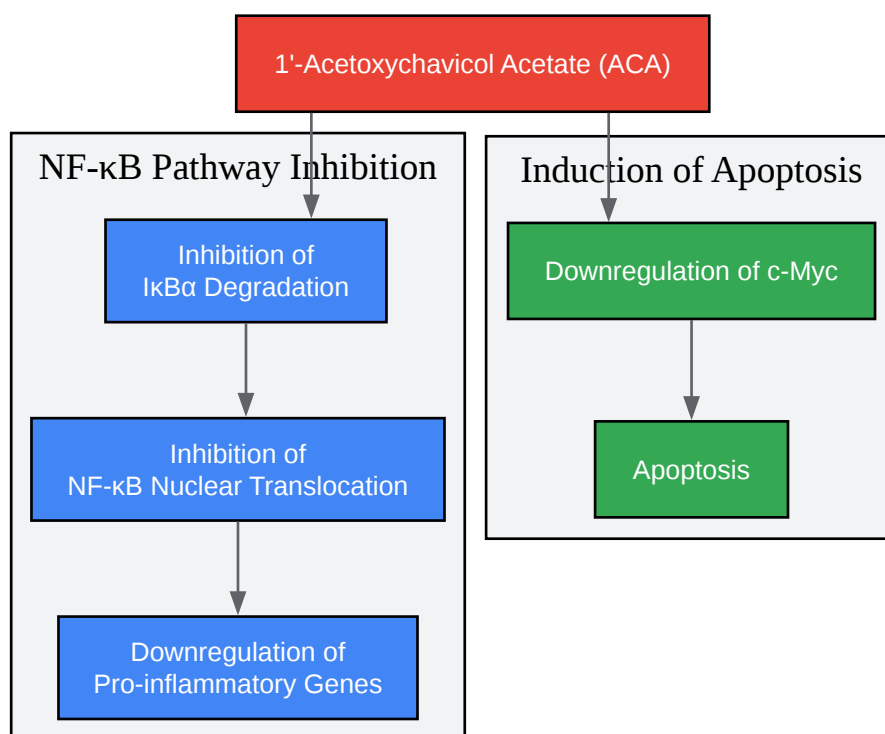 1'-Acetoxychavicol Acetate (ACA)
NF-κB Pathway Inhibition
Inhibition of
IκBα Degradation
Inhibition of
NF-κB Nuclear Translocation
Downregulation of
Pro-inflammatory Genes
Induction of Apoptosis
Downregulation of c-Myc
Apoptosis